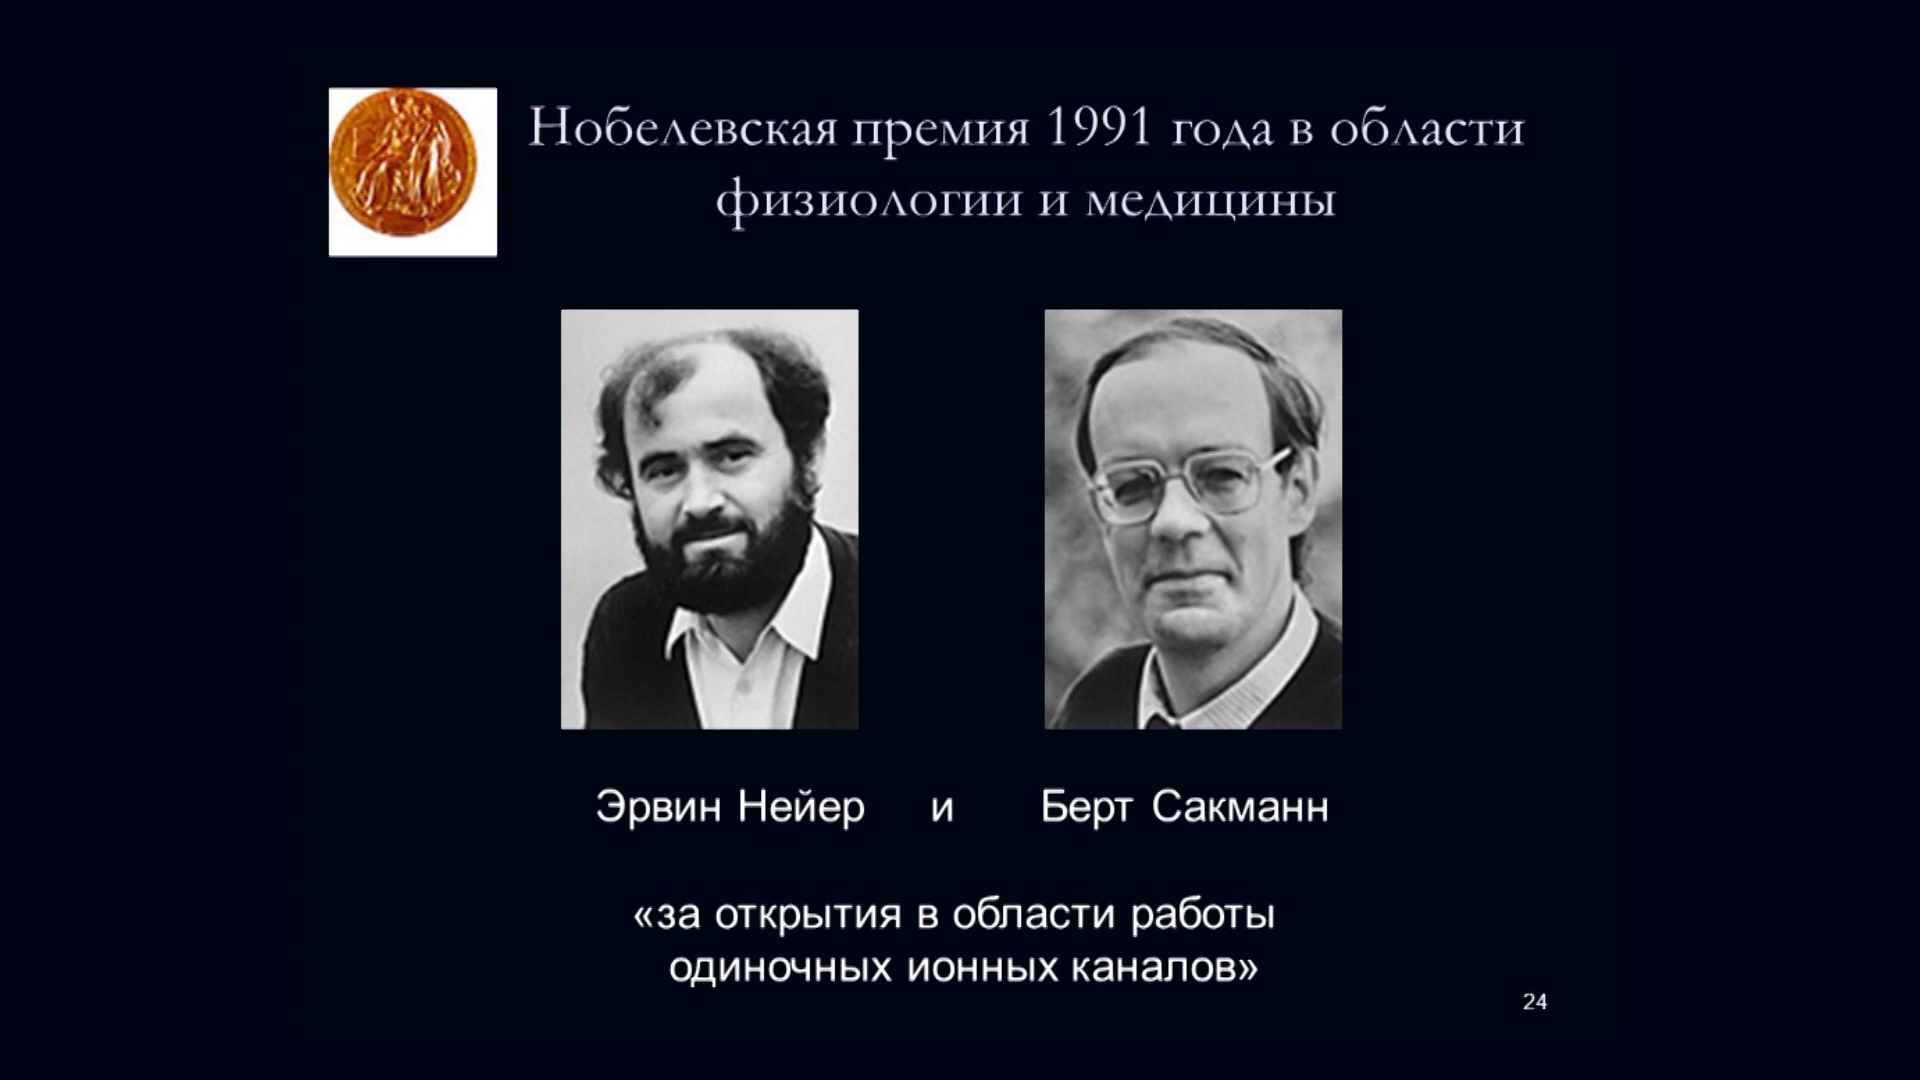 Нобелевская премия 1991 года в области
физиологии и медицины
Эрвин Нейер и Берт Сакманн
«за открытия в области работы
одиночных ионных каналов»
24